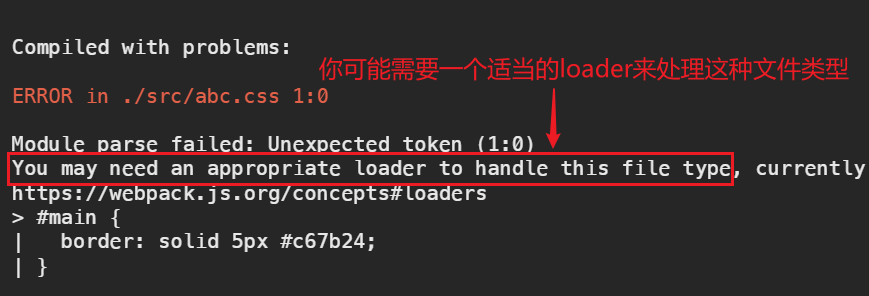 Compiled with problems:
你可能需要一个适当的loader来处理这种文件类型
ERROR in ./src/abc.css 1:0
Module parse failed: Unexpected token (1:0)
You may need an appropriate loader to handle this file type, currently
https://webpack.js.org/concepts#loaders
> #main {
|   border: solid 5px #c67b24;
| }